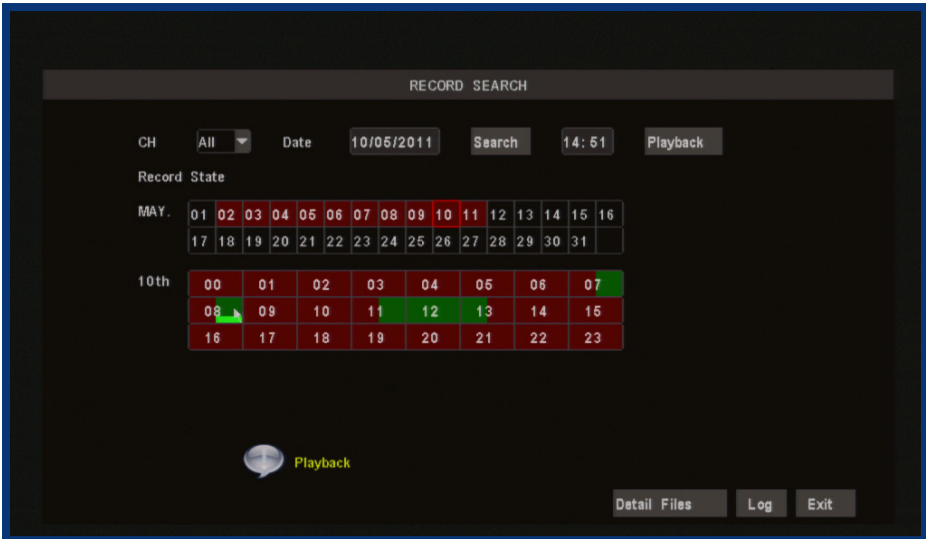 RECORD SEARCH
CH All Date 10/05/2011 Search 14:51 Playback
Record State
MAY. 01 02 03 04 05 06 07 08 09 10 11 12 13 14 15 16
17 18 19 20 21 22 23 24 25 26 27 28 29 30 31
10th 00 01 02 03 04 05 06 07
08 09 10 11 12 13 14 15
16 17 18 19 20 21 22 23
Playback
Detail Files Log Exit